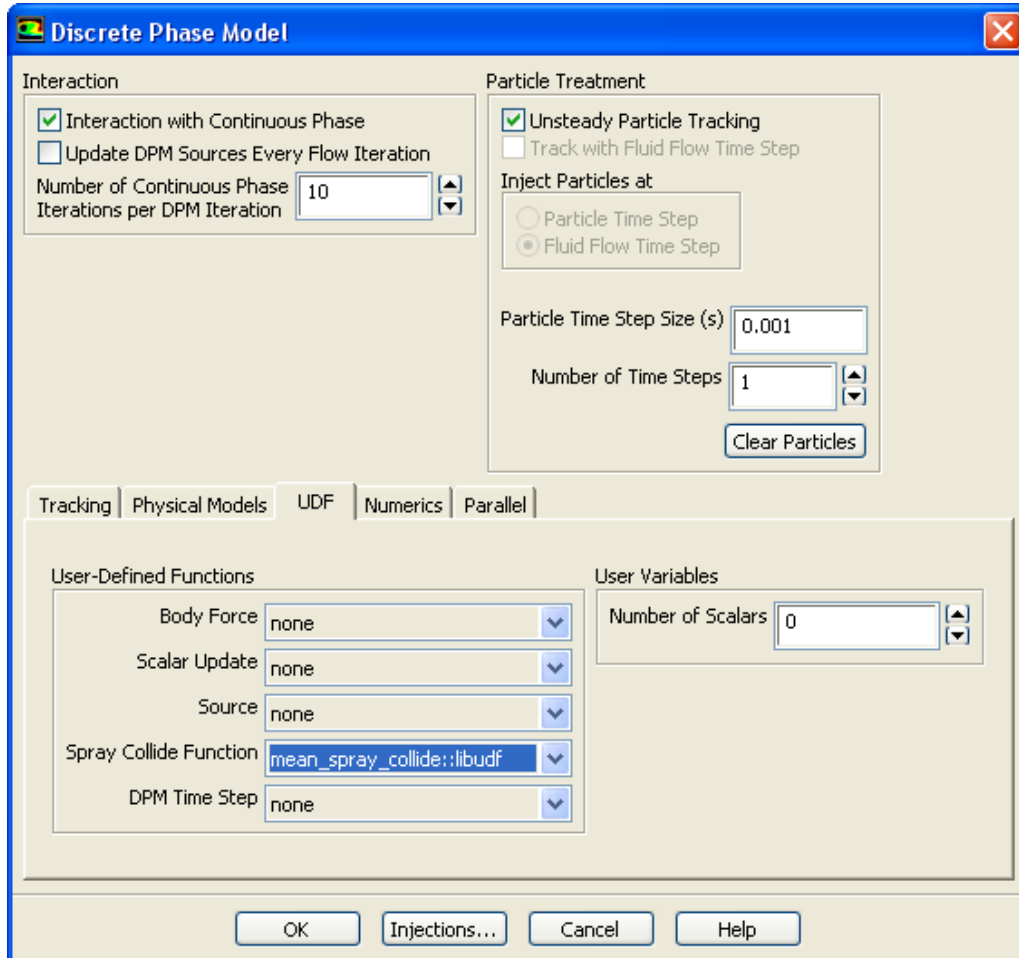 Discrete Phase Model
Interaction
Interaction with Continuous Phase
Update DPM Sources Every Flow Iteration
Number of Continuous Phase
Iterations per DPM Iteration
10
Particle Treatment
Unsteady Particle Tracking
Track with Fluid Flow Time Step
Inject Particles at
Particle Time Step
Fluid Flow Time Step
Particle Time Step Size (s) 0.001
Number of Time Steps 1
Clear Particles
Tracking Physical Models UDF Numerics Parallel
User-Defined Functions
Body Force none
Scalar Update none
Source none
Spray Collide Function mean_spray_collide::libudf
DPM Time Step none
User Variables
Number of Scalars 0
OK Injections... Cancel Help